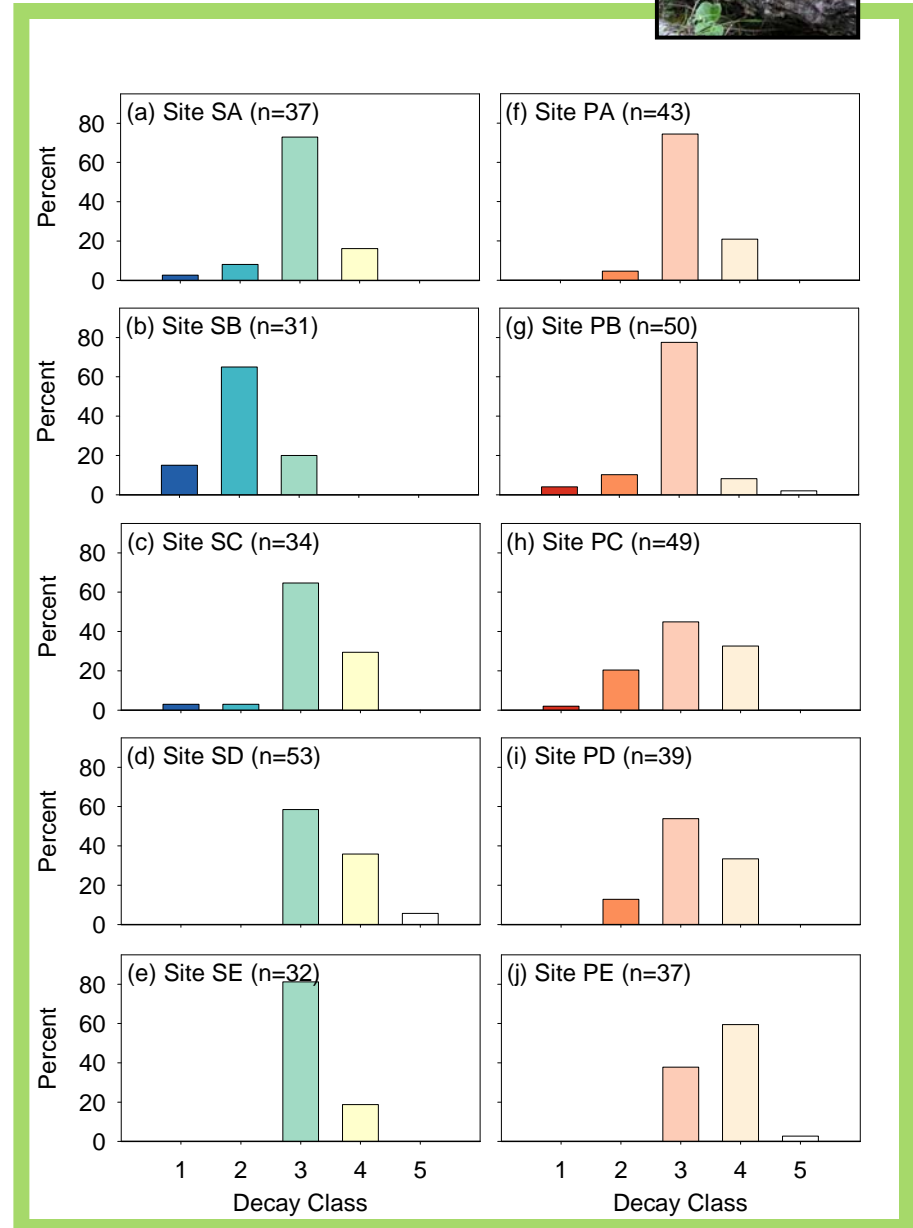 (a) Site SA (n=37)
80
60
40
20
0
Percent
(f) Site PA (n=43)
(b) Site SB (n=31)
80
60
40
20
0
Percent
(g) Site PB (n=50)
(c) Site SC (n=34)
80
60
40
20
0
Percent
(h) Site PC (n=49)
(d) Site SD (n=53)
80
60
40
20
0
Percent
(i) Site PD (n=39)
(e) Site SE (n=32)
80
60
40
20
0
Percent
(j) Site PE (n=37)
1 2 3 4 5
Decay Class
1 2 3 4 5
Decay Class